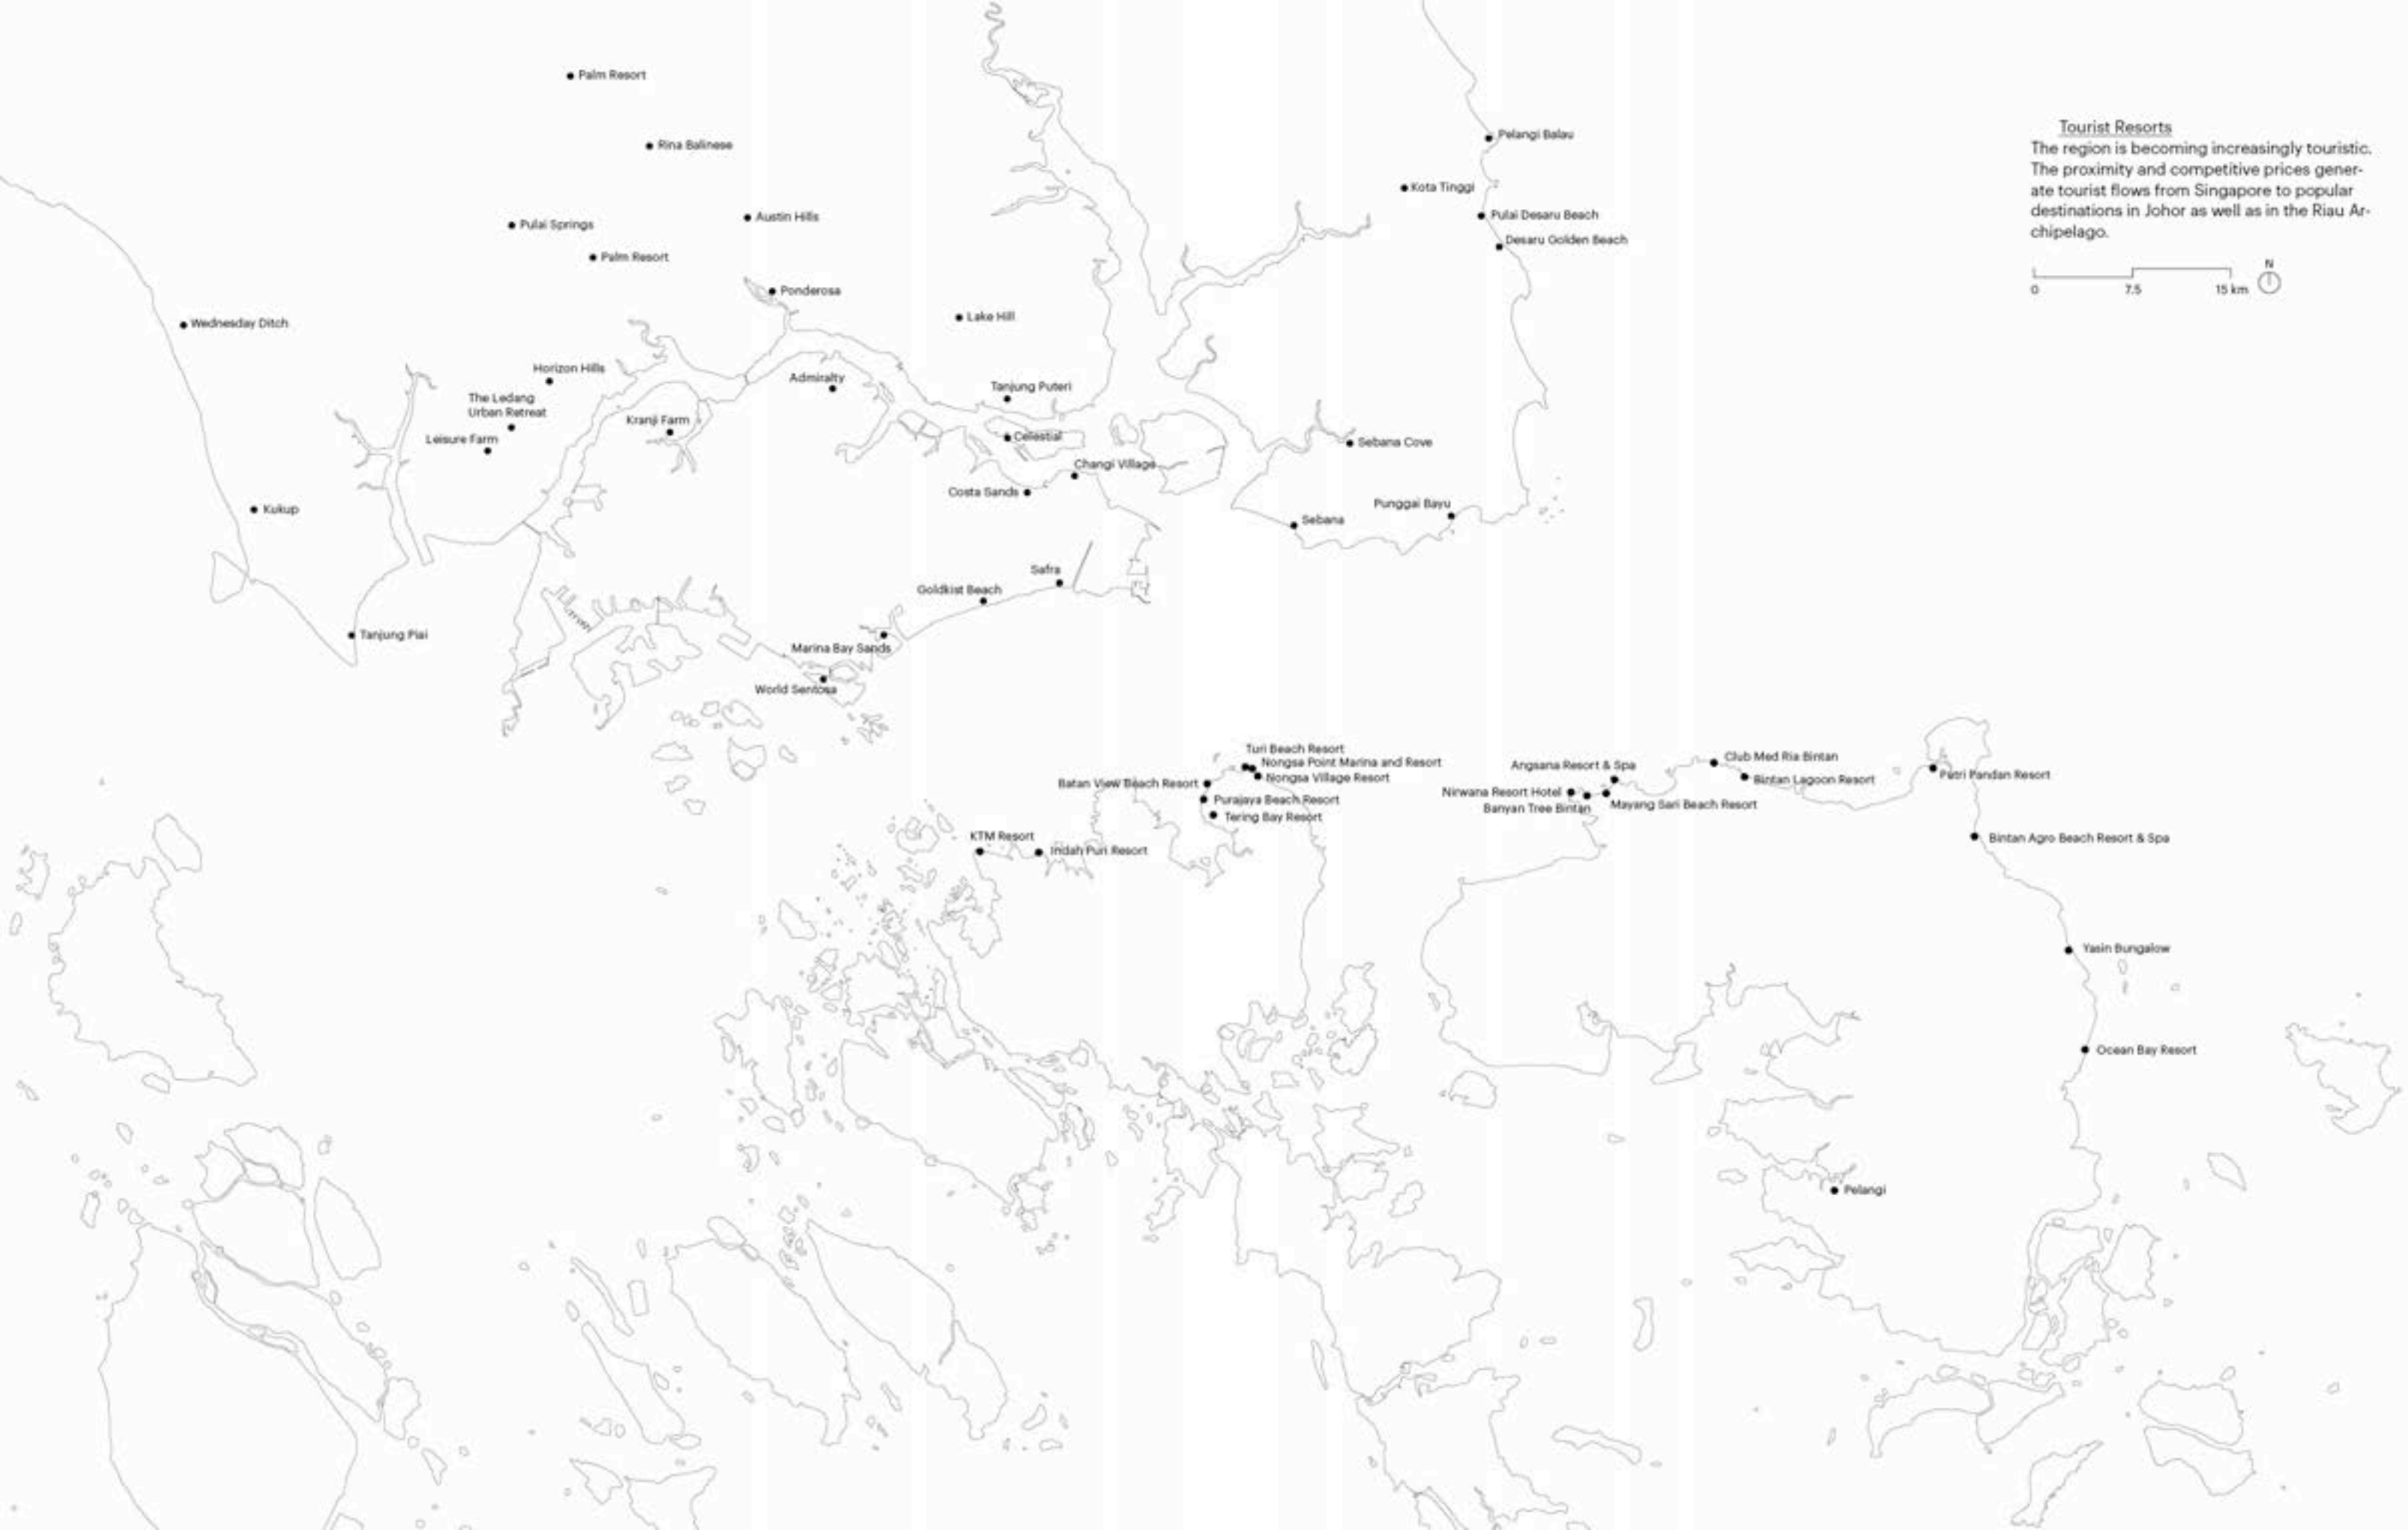 Palm Resort
Rina Balinese
Pelangi Balau
Tourist Resorts
The region is becoming increasingly touristic.
The proximity and competitive prices gener-
ate tourist flows from Singapore to popular
destinations in Johor as well as in the Riau Ar-
chipelago.
N
0 7.5 15 km
Kota Tinggi
Pulai Springs
Austin Hills
Pulai Desaru Beach
Desaru Golden Beach
Palm Resort
Ponderosa
Wednesday Ditch
Lake Hill
Horizon Hills
Admiralty
Tanjung Puteri
The Ledang
Urban Retreat
Kranji Farm
Leisure Farm
Celestial
Sebana Cove
Changi Village
Costa Sands
Kukup
Punggai Bayu
Sebana
Safra
Goldkist Beach
Tanjung Piai
Marina Bay Sands
World Sentosa
Turi Beach Resort
Nongsa Point Marina and Resort
Nongsa Village Resort
Batan View Beach Resort
Purajaya Beach Resort
Tering Bay Resort
KTM Resort
Indah Puri Resort
Angsana Resort & Spa
Club Med Ria Bintan
Bintan Lagoon Resort
Putri Pandan Resort
Nirwana Resort Hotel
Banyan Tree Bintan
Mayang Sari Beach Resort
Bintan Agro Beach Resort & Spa
Yasin Bungalow
Ocean Bay Resort
Pelangi